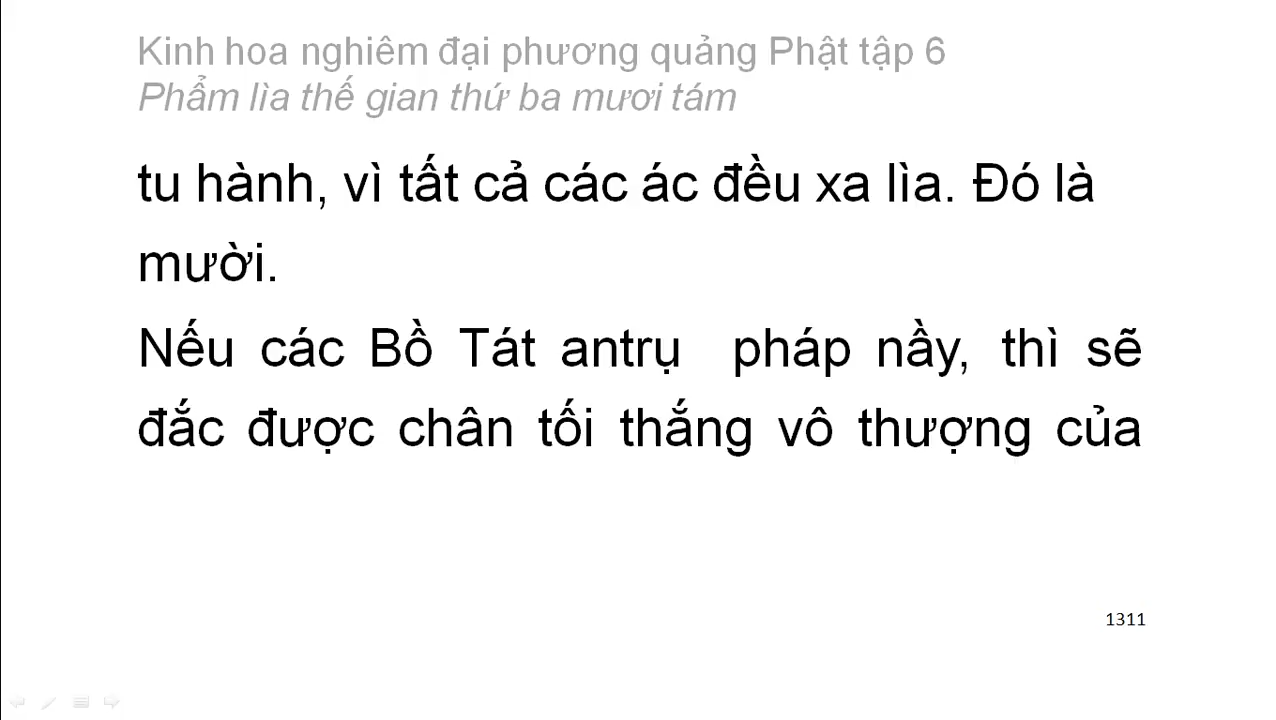 Kinh hoa nghiêm đại phương quảng Phật tập 6
Phẩm lìa thế gian thứ ba mươi tám
tu hành, vì tất cả các ác đều xa lìa. Đó là
mười.
Nếu các Bồ Tát antrụ pháp nầy, thì sẽ
đắc được chân tối thắng vô thượng của
1311